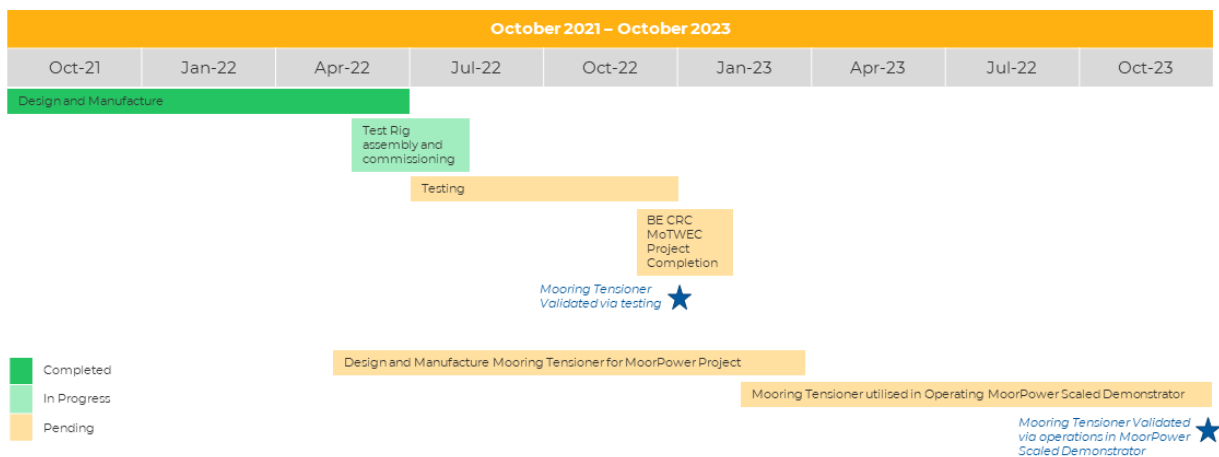 October 2021 – October 2023
Oct-21 Jan-22 Apr-22 Jul-22 Oct-22 Jan-23 Apr-23 Jul-22 Oct-23
Design and Manufacture
Test Rig
assembly and
commissioning
Testing
BE CRC
MoTWEC
Project
Completion
Mooring Tensioner
Validated via testing
Design and Manufacture Mooring Tensioner for MoorPower Project
Completed
In Progress
Pending
Mooring Tensioner utilised in Operating MoorPower Scaled Demonstrator
Mooring Tensioner Validated
via operations in MoorPower
Scaled Demonstrator